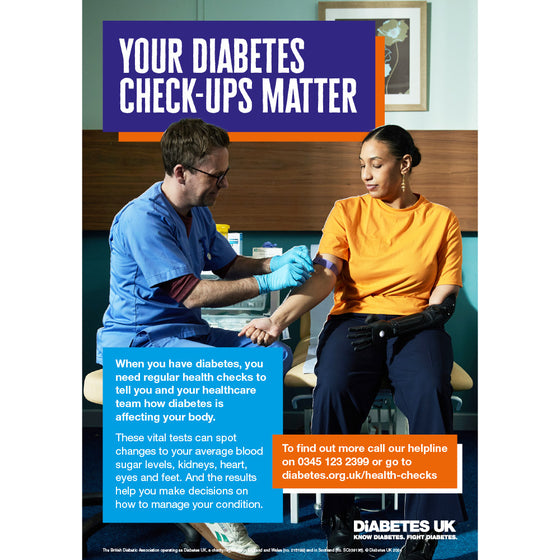 YOUR DIABETES
CHECK-UPS MATTER
When you have diabetes, you
need regular health checks to
tell you and your healthcare
team how diabetes is
affecting your body.
These vital tests can spot
changes to your average blood
sugar levels, kidneys, heart,
eyes and feet. And the results
help you make decisions on
how to manage your condition.
To find out more call our helpline
on 0345 123 2399 or go to
diabetes.org.uk/health-checks
DIABETES UK
KNOW DIABETES. FIGHT DIABETES.
The British Diabetic Association operating as Diabetes UK, a charity registered in England and Wales (no. 215199) and in Scotland (no. SC039136). © Diabetes UK